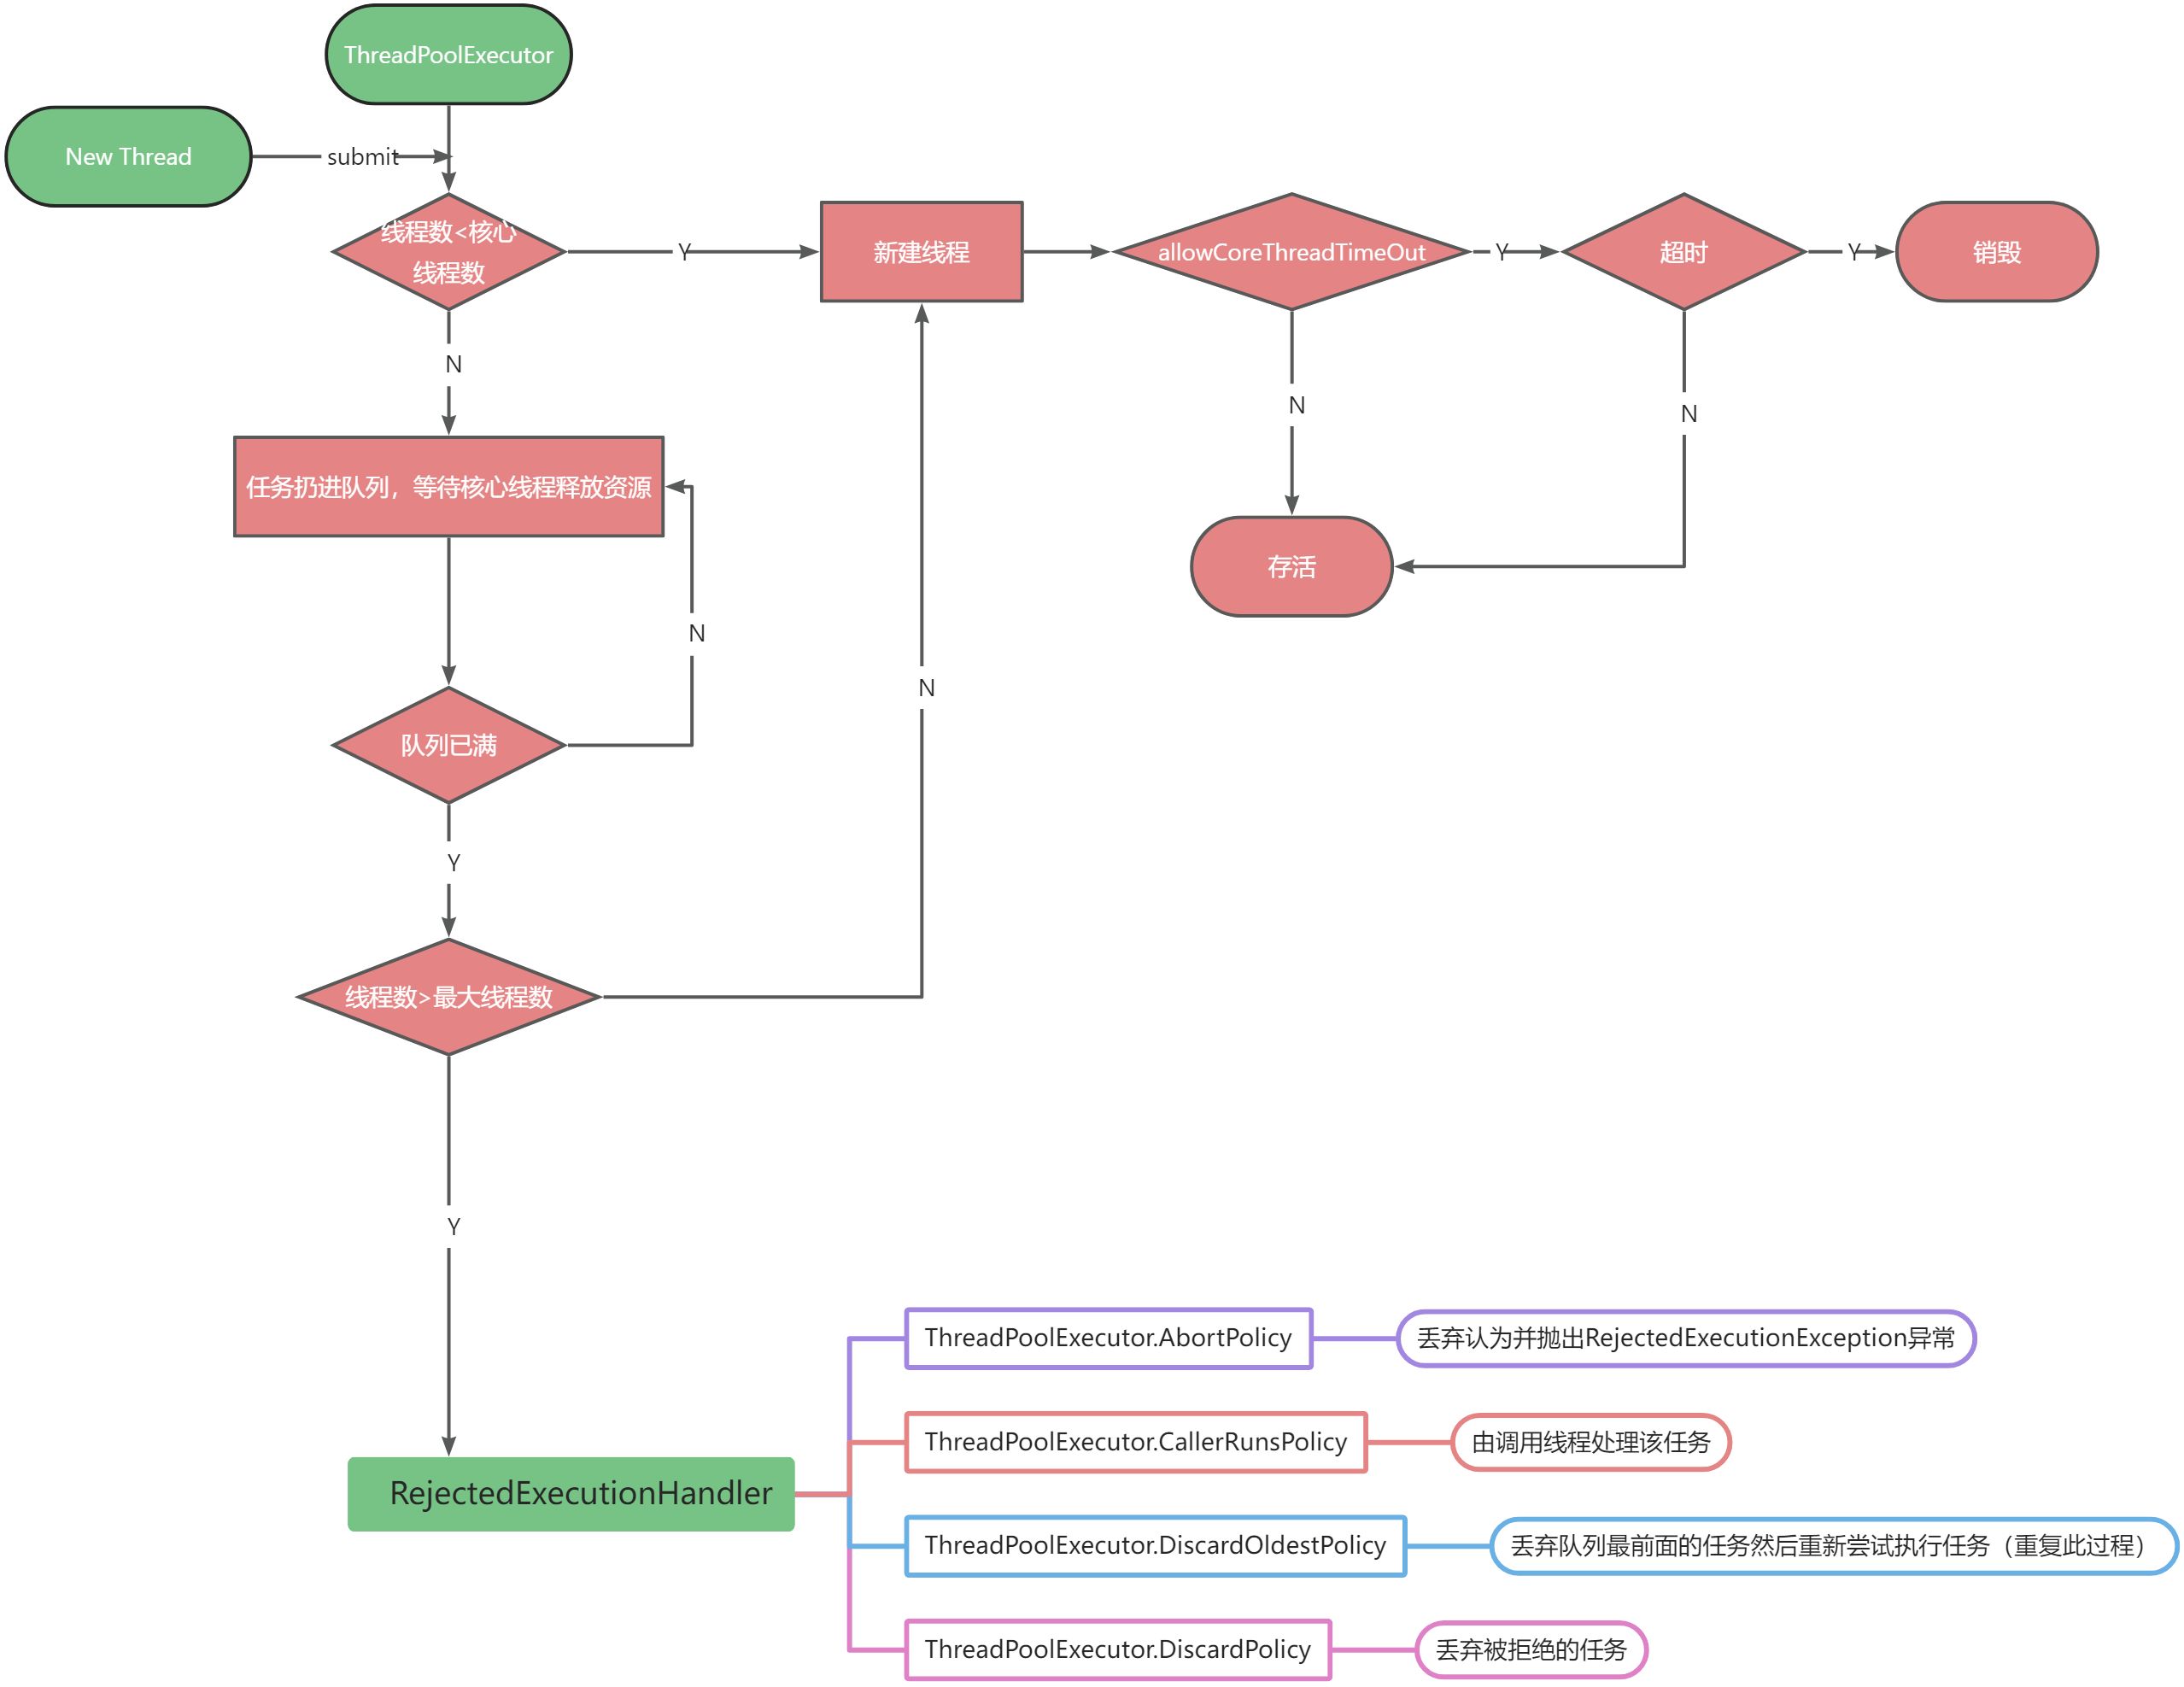 ThreadPoolExecutor
New Thread
submit
线程数<核心
线程数
Y
新建线程
allowCoreThreadTimeOut
Y
超时
Y
销毁
N
N
N
任务扔进队列，等待核心线程释放资源
存活
N
N
队列已满
Y
线程数>最大线程数
Y
ThreadPoolExecutor.AbortPolicy
丢弃认为并抛出RejectedExecutionException异常
ThreadPoolExecutor.CallerRunsPolicy
由调用线程处理该任务
RejectedExecutionHandler
ThreadPoolExecutor.DiscardOldestPolicy
丢弃队列最前面的任务然后重新尝试执行任务（重复此过程）
ThreadPoolExecutor.DiscardPolicy
丢弃被拒绝的任务